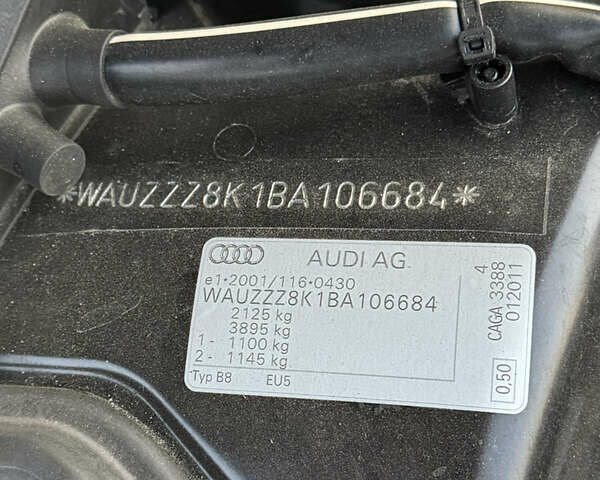 *WAUZZZ8K1BA106684*
AUDI AG
e1*2001/116*0430
WAUZZZ8K1BA106684
2125 kg
3895 kg
1 - 1100 kg
2 - 1145 kg
Typ B8 EU5
4
CAGA 3388
012011
0,50